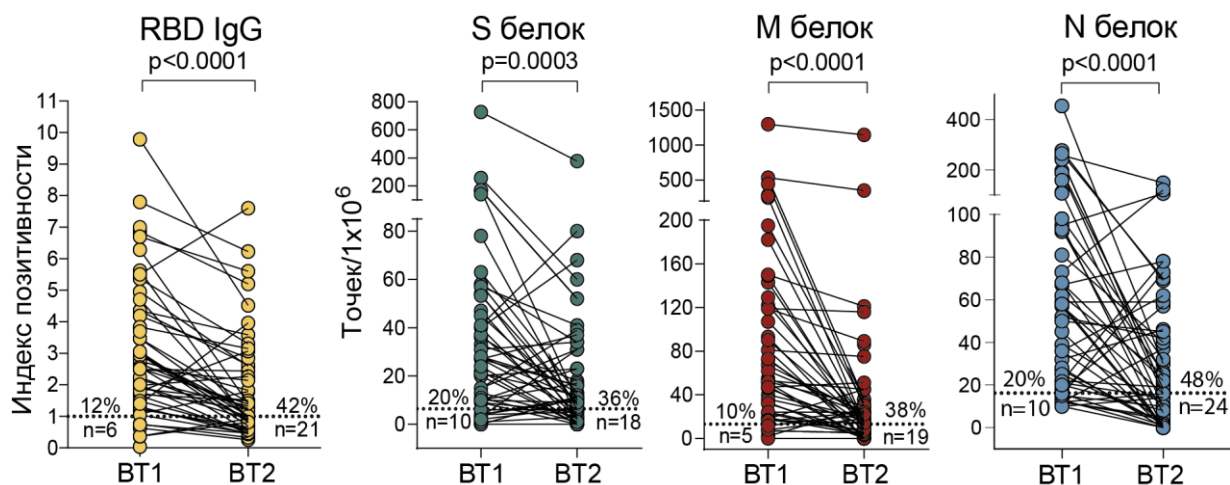 RBD IgG
p<0.0001
Индекс позитивности
11
10
9
8
7
6
5
4
3
2
1
0
12%
n=6
42%
n=21
BT1
BT2
S белок
p=0.0003
Точек/1x10⁶
800
600
400
200
80
60
40
20
0
20%
n=10
36%
n=18
BT1
BT2
M белок
p<0.0001
1500
1000
500
200
160
120
80
40
0
10%
n=5
38%
n=19
BT1
BT2
N белок
p<0.0001
400
200
100
80
60
40
20
0
20%
n=10
48%
n=24
BT1
BT2